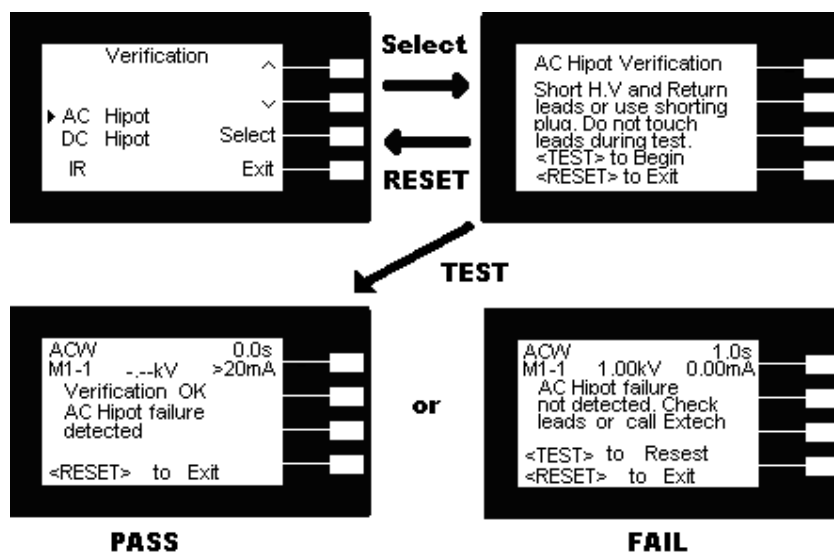 Verification
^
˅
AC Hipot
DC Hipot Select
IR Exit
Select
RESET
AC Hipot Verification
Short H.V and Return
leads or use shorting
plug. Do not touch
leads during test.
<TEST> to Begin
<RESET> to Exit
TEST
ACW 0.0s
M1-1 -.--kV >20mA
Verification OK
AC Hipot failure
detected
<RESET> to Exit
PASS
or
ACW 1.0s
M1-1 1.00kV 0.00mA
AC Hipot failure
not detected. Check
leads or call Extech
<TEST> to Resest
<RESET> to Exit
FAIL